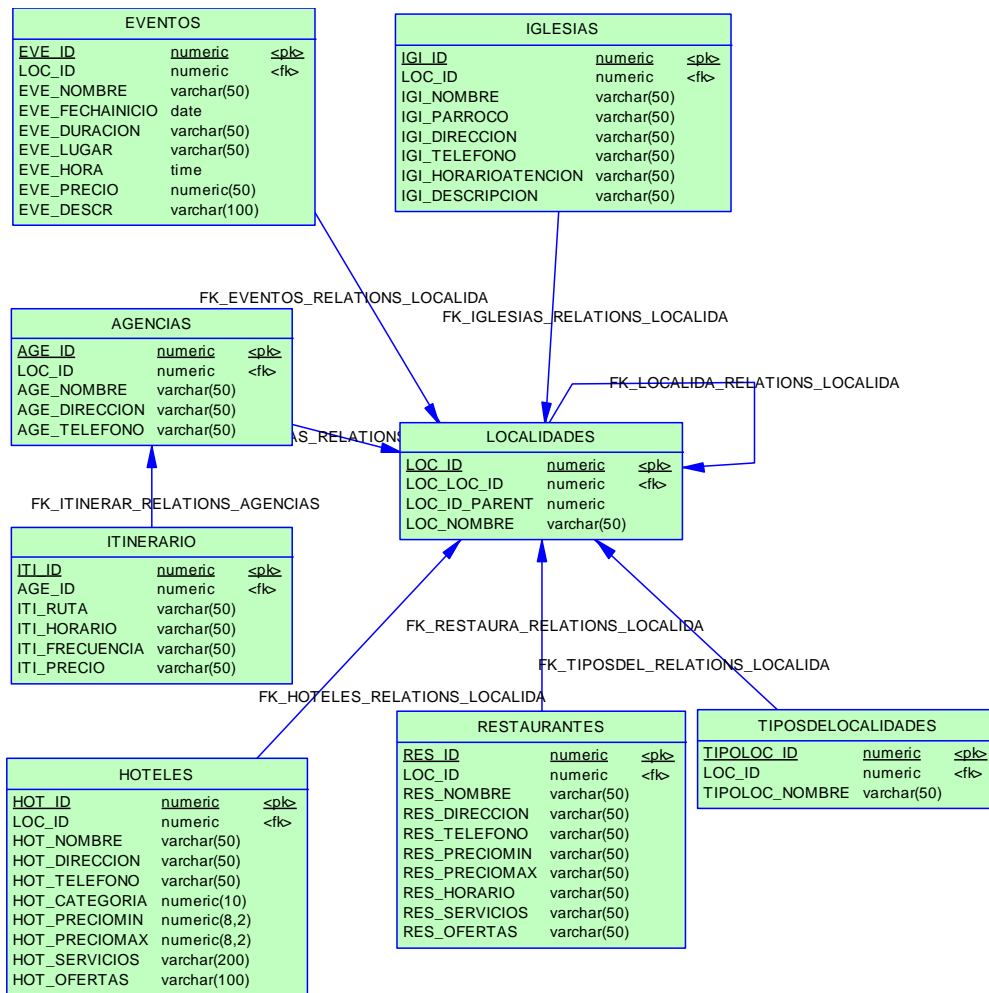 EVENTOS
EVE_ID numeric <pk>
LOC_ID numeric <fk>
EVE_NOMBRE varchar(50)
EVE_FECHAINICIO date
EVE_DURACION varchar(50)
EVE_LUGAR varchar(50)
EVE_HORA time
EVE_PRECIO numeric(50)
EVE_DESCR varchar(100)
IGLESIAS
IGI_ID numeric <pk>
LOC_ID numeric <fk>
IGI_NOMBRE varchar(50)
IGI_PARROCO varchar(50)
IGI_DIRECCION varchar(50)
IGI_TELEFONO varchar(50)
IGI_HORARIOATENCION varchar(50)
IGI_DESCRIPCION varchar(50)
FK_EVENTOS_RELATIONS_LOCALIDA
FK_IGLESIAS_RELATIONS_LOCALIDA
AGENCIAS
AGE_ID numeric <pk>
LOC_ID numeric <fk>
AGE_NOMBRE varchar(50)
AGE_DIRECCION varchar(50)
AGE_TELEFONO varchar(50)
FK_LOCALIDA_RELATIONS_LOCALIDA
AS_RELATIONS
LOCALIDADES
LOC_ID numeric <pk>
LOC_LOC_ID numeric <fk>
LOC_ID_PARENT numeric
LOC_NOMBRE varchar(50)
FK_ITINERAR_RELATIONS_AGENCIAS
ITINERARIO
ITI_ID numeric <pk>
AGE_ID numeric <fk>
ITI_RUTA varchar(50)
ITI_HORARIO varchar(50)
ITI_FRECUENCIA varchar(50)
ITI_PRECIO varchar(50)
FK_RESTAURA_RELATIONS_LOCALIDA
FK_TIPOSDEL_RELATIONS_LOCALIDA
FK_HOTELES_RELATIONS_LOCALIDA
HOTELES
HOT_ID numeric <pk>
LOC_ID numeric <fk>
HOT_NOMBRE varchar(50)
HOT_DIRECCION varchar(50)
HOT_TELEFONO varchar(50)
HOT_CATEGORIA numeric(10)
HOT_PRECIOMIN numeric(8,2)
HOT_PRECIOMAX numeric(8,2)
HOT_SERVICIOS varchar(200)
HOT_OFERTAS varchar(100)
RESTAURANTES
RES_ID numeric <pk>
LOC_ID numeric <fk>
RES_NOMBRE varchar(50)
RES_DIRECCION varchar(50)
RES_TELEFONO varchar(50)
RES_PRECIOMIN varchar(50)
RES_PRECIOMAX varchar(50)
RES_HORARIO varchar(50)
RES_SERVICIOS varchar(50)
RES_OFERTAS varchar(50)
TIPOSDELOCALIDADES
TIPOLOC_ID numeric <pk>
LOC_ID numeric <fk>
TIPOLOC_NOMBRE varchar(50)